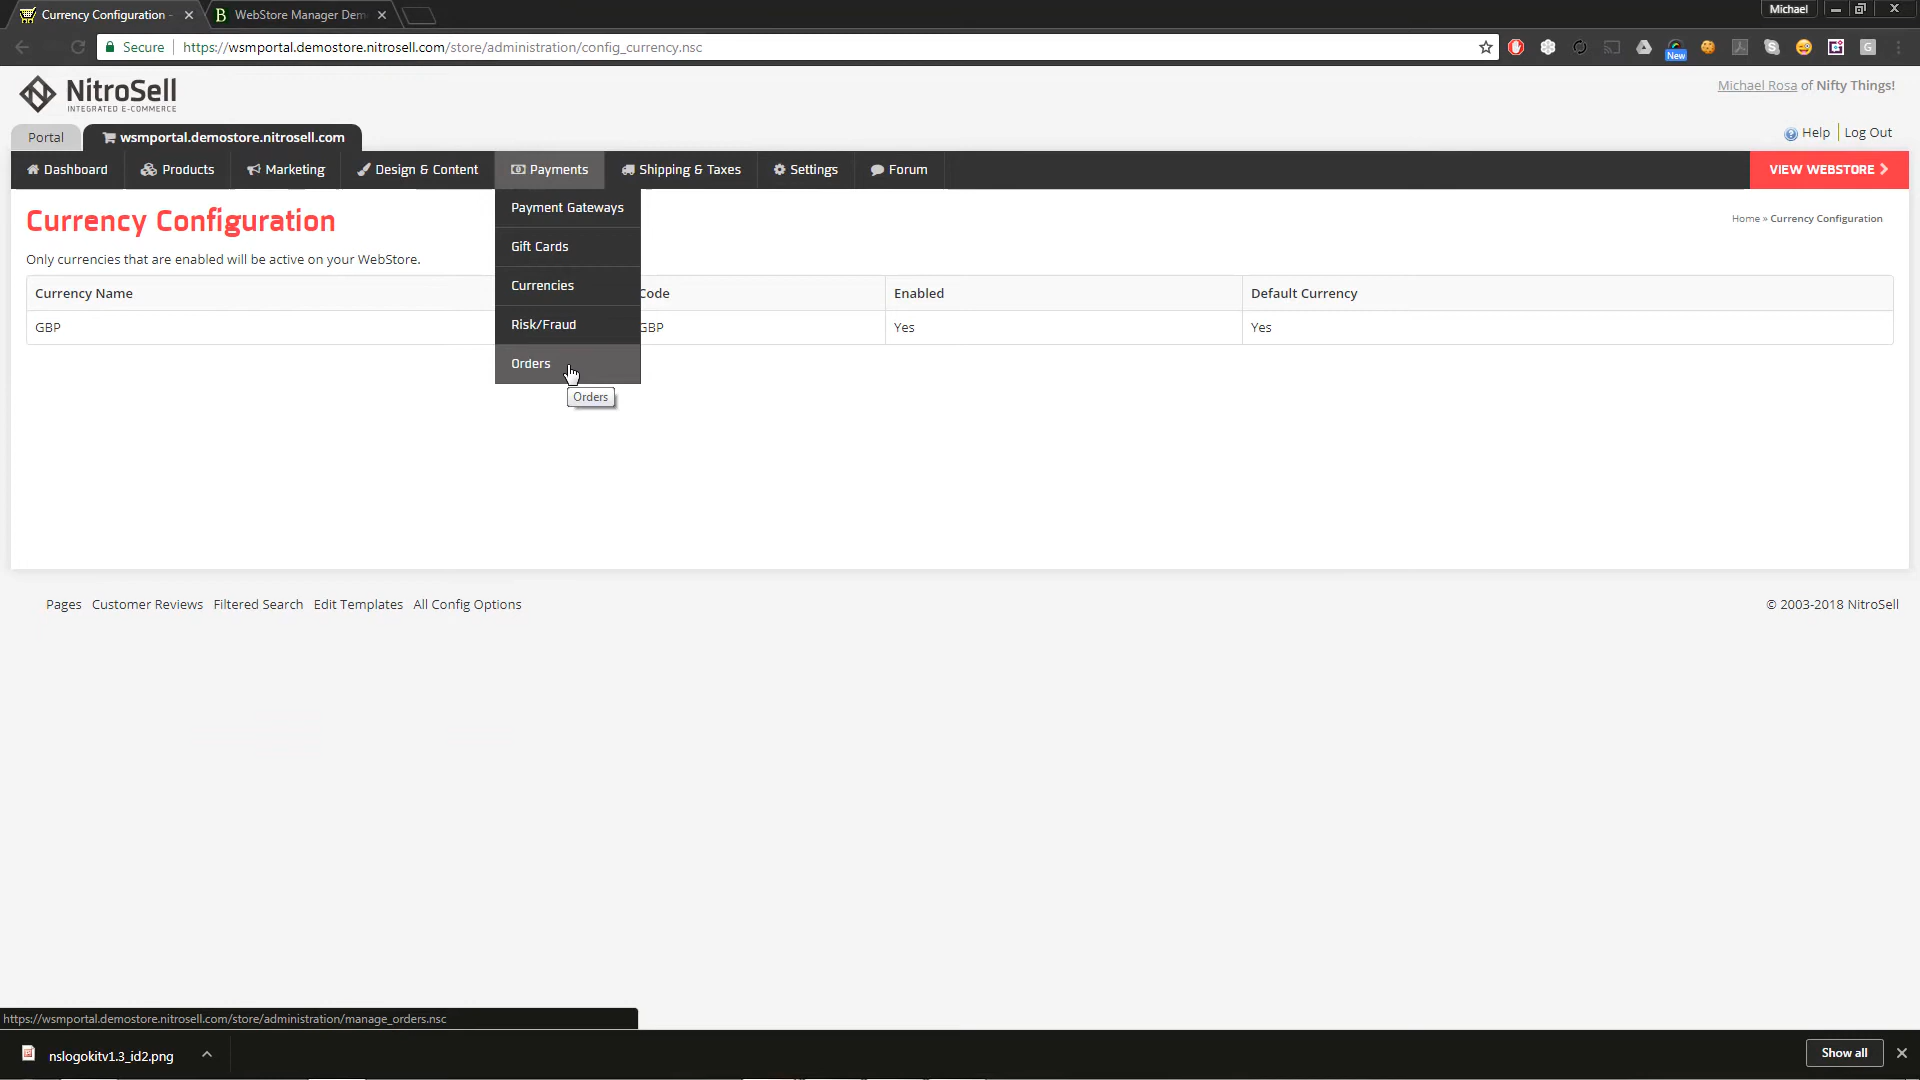 Currency Configuration -
WebStore Manager Dem
Michael
Secure
https://wsmportal.demostore.nitrosell.com/store/administration/config_currency.nsc
New
NitroSell
INTEGRATED E-COMMERCE
Michael Rosa of Nifty Things!
Portal
wsmportal.demostore.nitrosell.com
Help
Log Out
Dashboard
Products
Marketing
Design & Content
Payments
Shipping & Taxes
Settings
Forum
VIEW WEBSTORE
Payment Gateways
Gift Cards
Currencies
Risk/Fraud
Orders
Orders
Currency Configuration
Home » Currency Configuration
Only currencies that are enabled will be active on your WebStore.
Currency Name
Code
Enabled
Default Currency
GBP
GBP
Yes
Yes
Pages
Customer Reviews
Filtered Search
Edit Templates
All Config Options
© 2003-2018 NitroSell
https://wsmportal.demostore.nitrosell.com/store/administration/manage_orders.nsc
nslogokitv1.3_id2.png
Show all